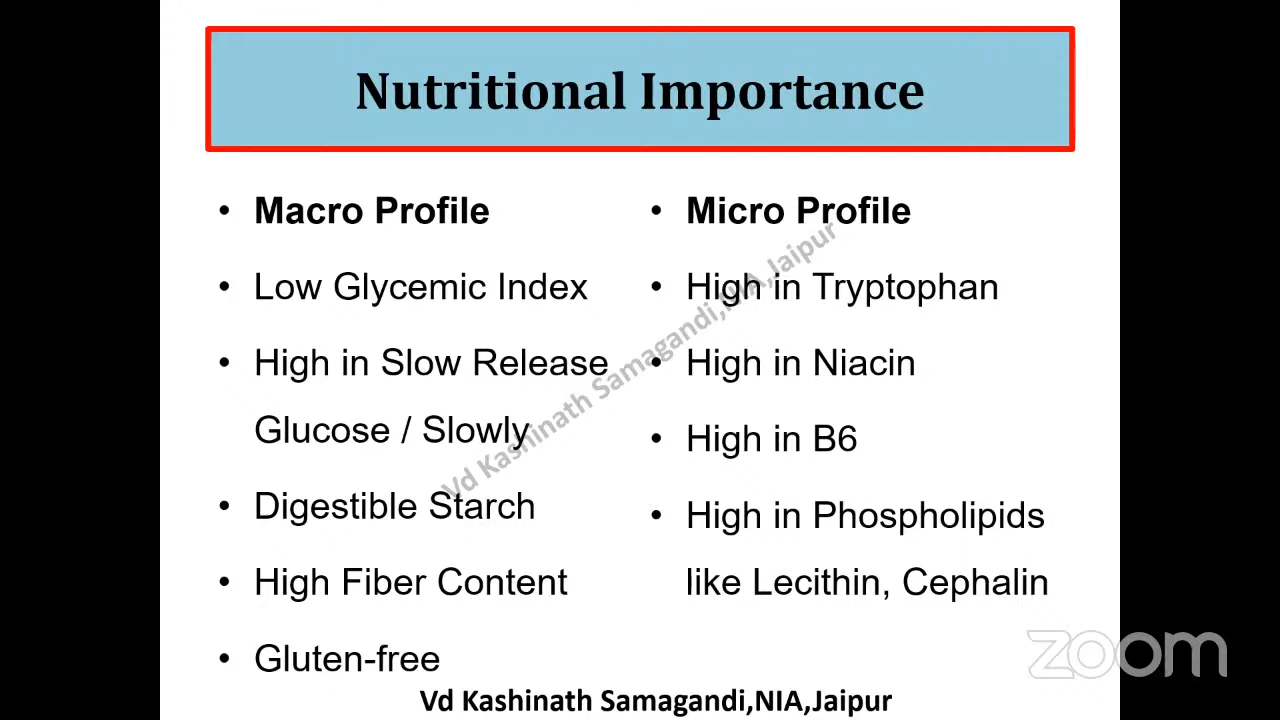 Nutritional Importance
• Macro Profile
• Low Glycemic Index
• High in Slow Release
Glucose / Slowly
• Digestible Starch
• High Fiber Content
• Gluten-free
• Micro Profile
• High in Tryptophan
• High in Niacin
• High in B6
• High in Phospholipids
like Lecithin, Cephalin
Vd Kashinath Samagandi,NIA,Jaipur
Vd Kashinath Samagandi,NIA,Jaipur
zoom